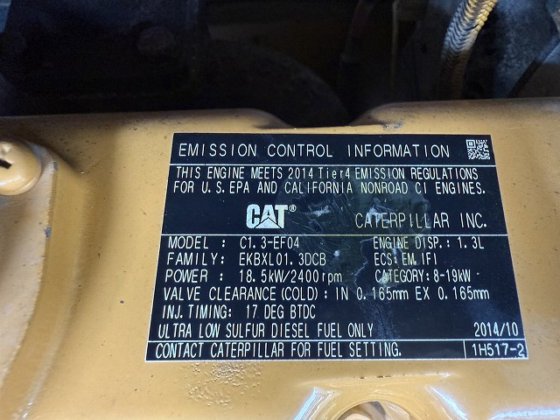 EMISSION CONTROL INFORMATION
THIS ENGINE MEETS 2014 Tier4 EMISSION REGULATIONS
FOR U.S. EPA AND CALIFORNIA NONROAD CI ENGINES.
CAT® CATERPILLAR INC.
MODEL : C1.3-EF04 ENGINE DISP.: 1.3L
FAMILY: EKBXL01.3DCB ECS: EM, IFI
POWER : 18.5kW/2400rpm CATEGORY: 8-19kW
VALVE CLEARANCE (COLD): IN 0.165mm EX 0.165mm
INJ. TIMING: 17 DEG BTDC
ULTRA LOW SULFUR DIESEL FUEL ONLY 2014/10
CONTACT CATERPILLAR FOR FUEL SETTING. 1H517-2